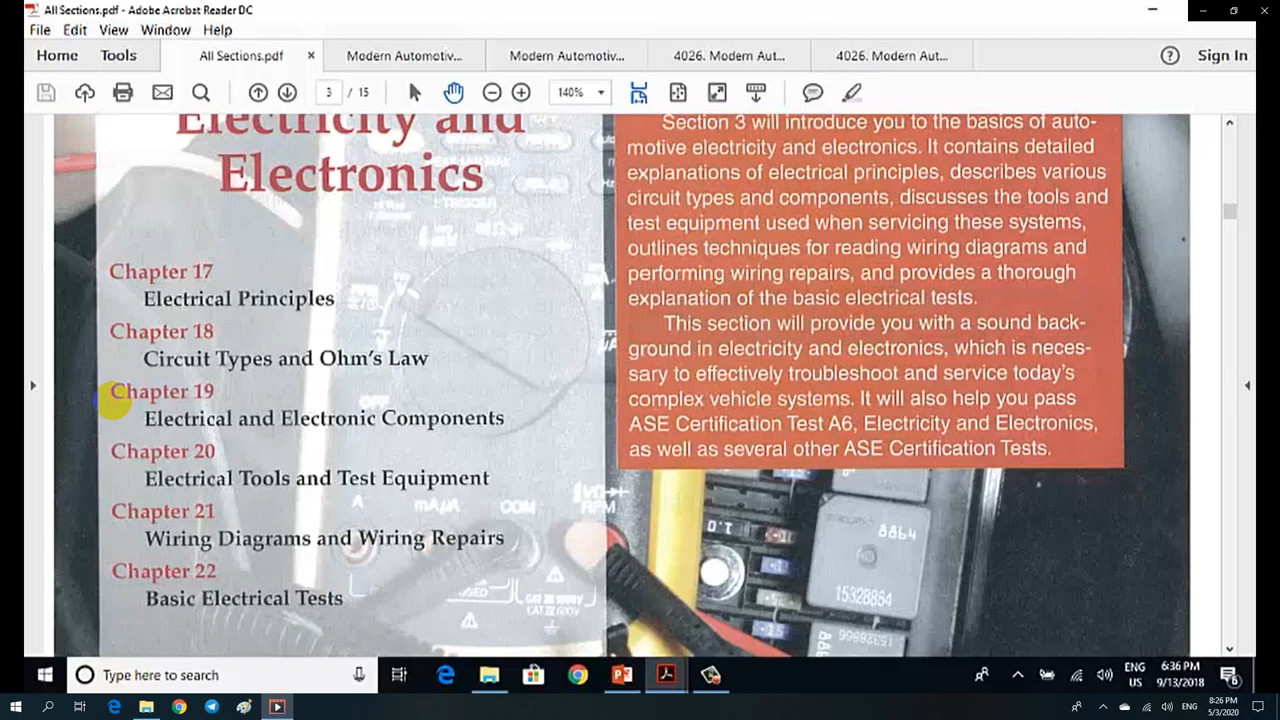 All Sections.pdf - Adobe Acrobat Reader DC
File Edit View Window Help
Home Tools All Sections.pdf × Modern Automotiv... Modern Automotiv... 4026. Modern Aut... 4026. Modern Aut... Sign In
3 / 15 140%
Electricity and
Electronics
Chapter 17
Electrical Principles
Chapter 18
Circuit Types and Ohm's Law
Chapter 19
Electrical and Electronic Components
Chapter 20
Electrical Tools and Test Equipment
Chapter 21
Wiring Diagrams and Wiring Repairs
Chapter 22
Basic Electrical Tests
Section 3 will introduce you to the basics of auto-
motive electricity and electronics. It contains detailed
explanations of electrical principles, describes various
circuit types and components, discusses the tools and
test equipment used when servicing these systems,
outlines techniques for reading wiring diagrams and
performing wiring repairs, and provides a thorough
explanation of the basic electrical tests.
This section will provide you with a sound back-
ground in electricity and electronics, which is neces-
sary to effectively troubleshoot and service today's
complex vehicle systems. It will also help you pass
ASE Certification Test A6, Electricity and Electronics,
as well as several other ASE Certification Tests.
TRIGGER
OFF
A mAµA COM
RPM
8864
15328864
Type here to search
ENG 6:36 PM
US 9/13/2018
8:26 PM
ENG
5/3/2020